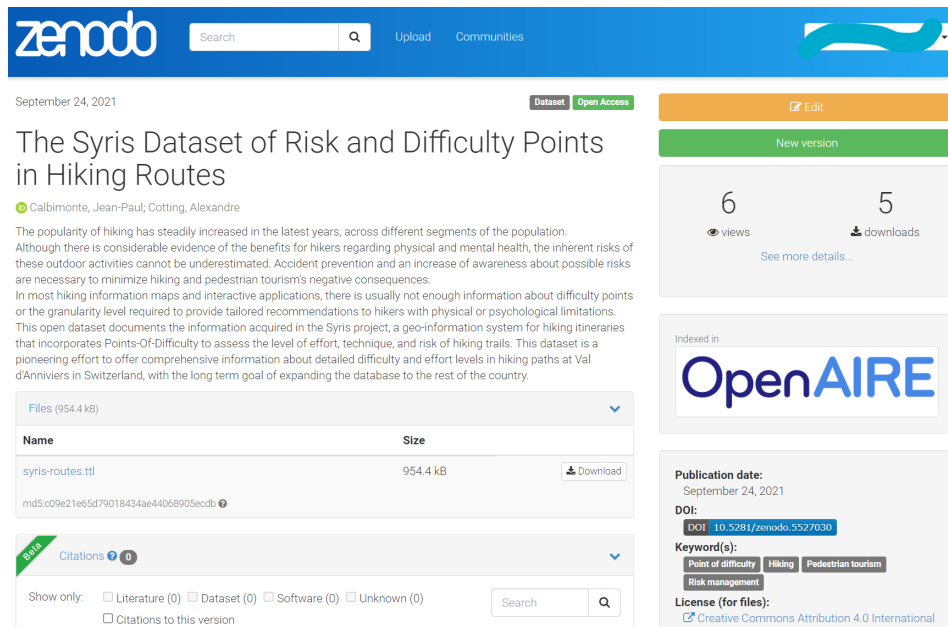 zenodo
Search
Upload
Communities
September 24, 2021
Dataset
Open Access
The Syris Dataset of Risk and Difficulty Points
in Hiking Routes
Calbimonte, Jean-Paul; Cotting, Alexandre
The popularity of hiking has steadily increased in the latest years, across different segments of the population.
Although there is considerable evidence of the benefits for hikers regarding physical and mental health, the inherent risks of
these outdoor activities cannot be underestimated. Accident prevention and an increase of awareness about possible risks
are necessary to minimize hiking and pedestrian tourism's negative consequences.
In most hiking information maps and interactive applications, there is usually not enough information about difficulty points
or the granularity level required to provide tailored recommendations to hikers with physical or psychological limitations.
This open dataset documents the information acquired in the Syris project, a geo-information system for hiking itineraries
that incorporates Points-Of-Difficulty to assess the level of effort, technique, and risk of hiking trails. This dataset is a
pioneering effort to offer comprehensive information about detailed difficulty and effort levels in hiking paths at Val
d'Anniviers in Switzerland, with the long term goal of expanding the database to the rest of the country.
Files (954.4 kB)
Name Size
syris-routes.ttl 954.4 kB Download
md5:c09e21e65d79018434ae44068905ecdb
Beta
Citations 0
Show only: Literature (0) Dataset (0) Software (0) Unknown (0)
Citations to this version
Search
Edit
New version
6 5
views downloads
See more details...
Indexed in
OpenAIRE
Publication date:
September 24, 2021
DOI:
DOI 10.5281/zenodo.5527030
Keyword(s):
Point of difficulty Hiking Pedestrian tourism
Risk management
License (for files):
Creative Commons Attribution 4.0 International